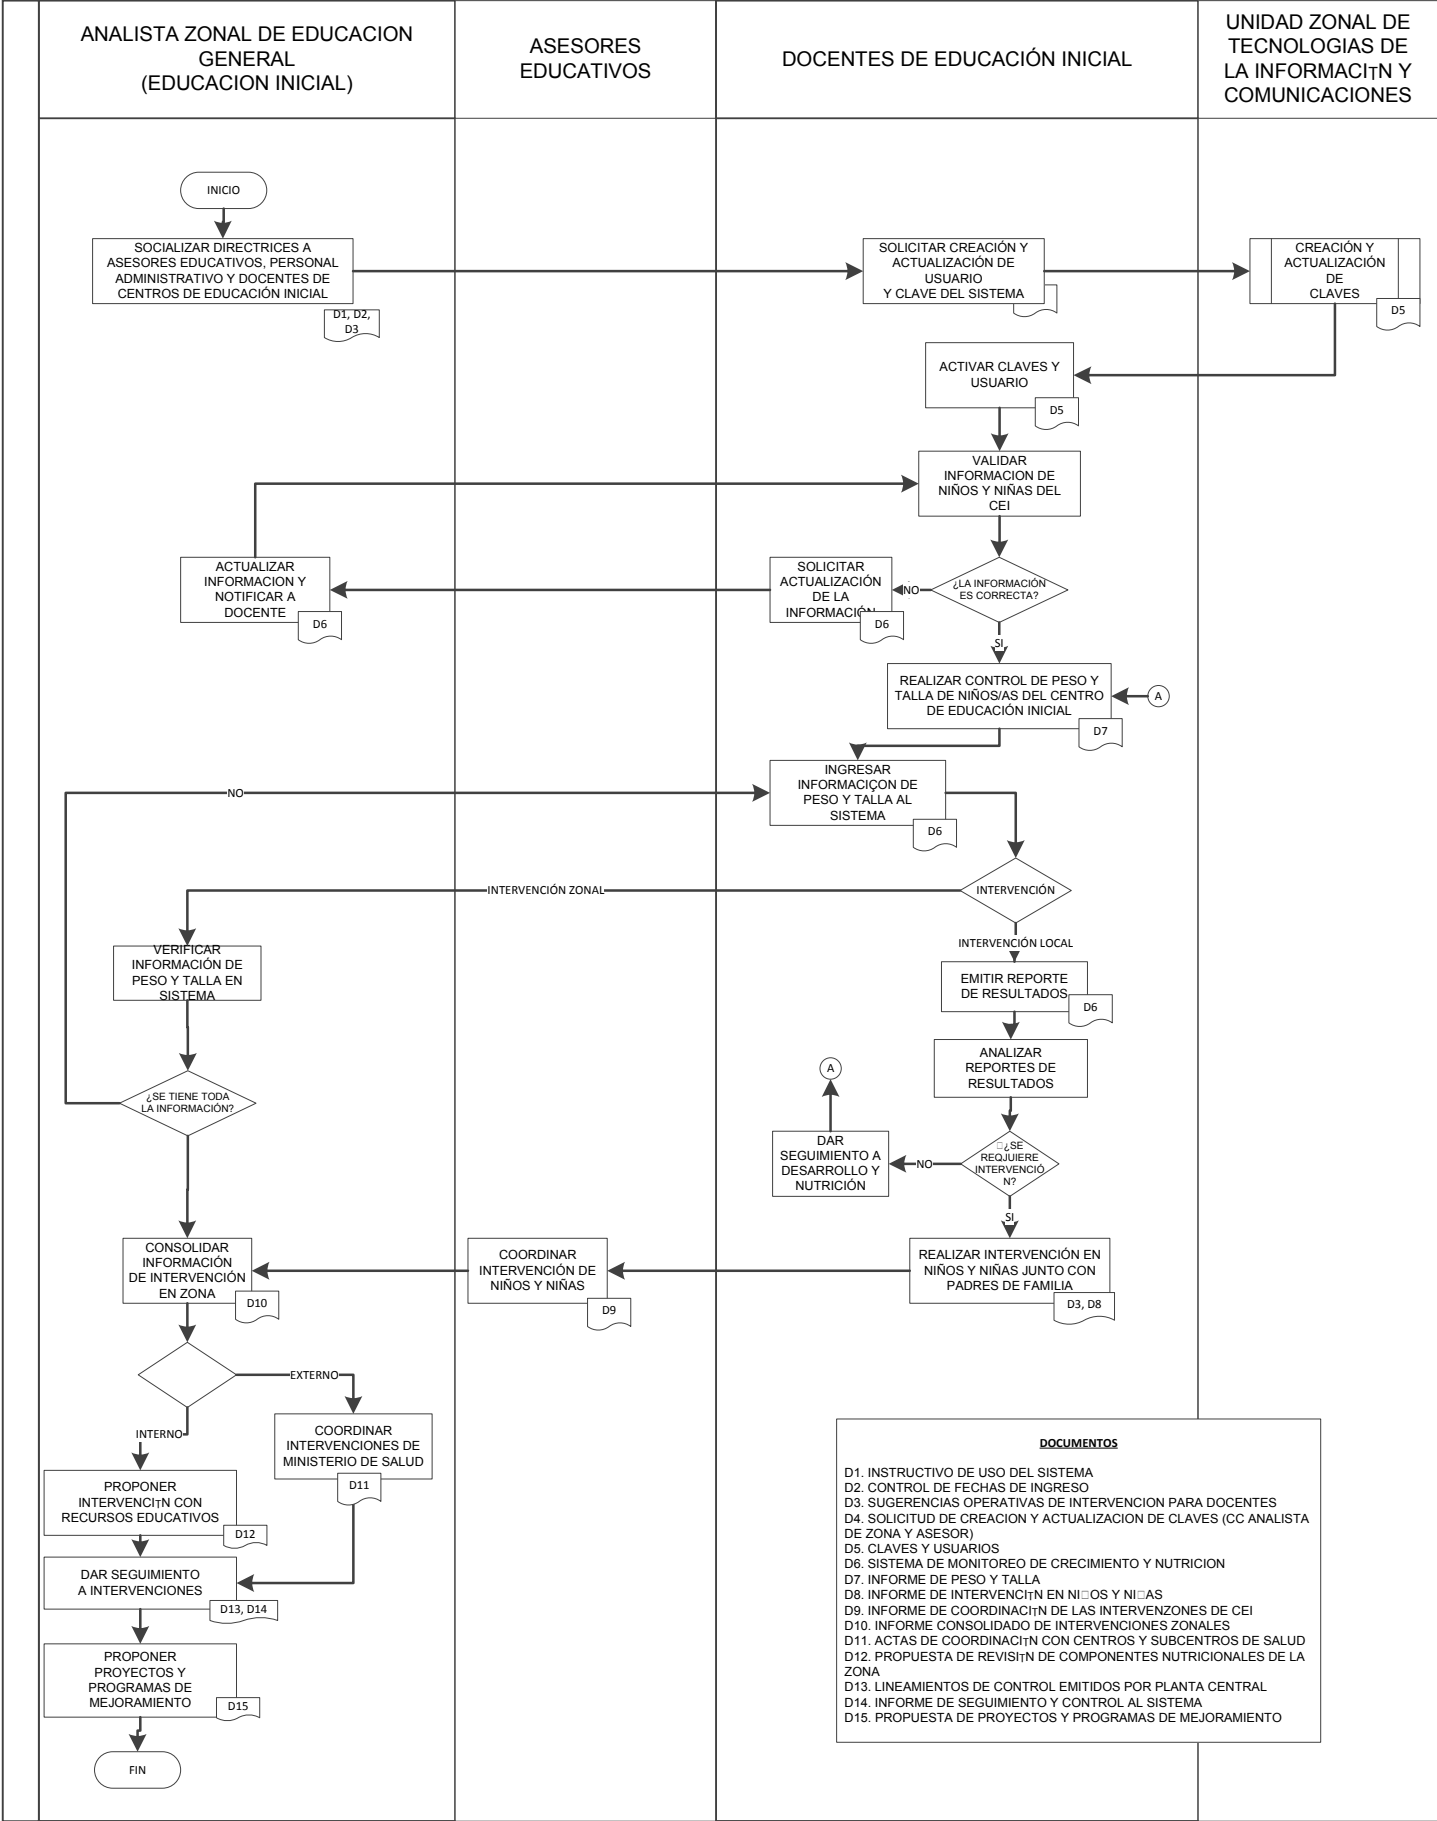 ANALISTA ZONAL DE EDUCACION
GENERAL
(EDUCACION INICIAL)
ASESORES
EDUCATIVOS
DOCENTES DE EDUCACIÓN INICIAL
UNIDAD ZONAL DE
TECNOLOGIAS DE
LA INFORMACIтN Y
COMUNICACIONES
INICIO
SOCIALIZAR DIRECTRICES A
ASESORES EDUCATIVOS, PERSONAL
ADMINISTRATIVO Y DOCENTES DE
CENTROS DE EDUCACIÓN INICIAL
D1, D2,
D3
SOLICITAR CREACIÓN Y
ACTUALIZACIÓN DE
USUARIO
Y CLAVE DEL SISTEMA
CREACIÓN Y
ACTUALIZACIÓN
DE
CLAVES
D5
ACTIVAR CLAVES Y
USUARIO
D5
VALIDAR
INFORMACION DE
NIÑOS Y NIÑAS DEL
CEI
ACTUALIZAR
INFORMACION Y
NOTIFICAR A
DOCENTE
D6
SOLICITAR
ACTUALIZACIÓN
DE LA
INFORMACIÓN
D6
NO
¿LA INFORMACIÓN
ES CORRECTA?
SI
REALIZAR CONTROL DE PESO Y
TALLA DE NIÑOS/AS DEL CENTRO
DE EDUCACIÓN INICIAL
A
D7
NO
INGRESAR
INFORMACIÇON DE
PESO Y TALLA AL
SISTEMA
D6
INTERVENCIÓN ZONAL
INTERVENCIÓN
INTERVENCIÓN LOCAL
VERIFICAR
INFORMACIÓN DE
PESO Y TALLA EN
SISTEMA
EMITIR REPORTE
DE RESULTADOS
D6
ANALIZAR
REPORTES DE
RESULTADOS
A
¿SE TIENE TODA
LA INFORMACIÓN?
DAR
SEGUIMIENTO A
DESARROLLO Y
NUTRICIÓN
NO
□¿SE
REQJUIERE
INTERVENCIÓ
N?
SI
CONSOLIDAR
INFORMACIÓN
DE INTERVENCIÓN
EN ZONA
D10
COORDINAR
INTERVENCIÓN DE
NIÑOS Y NIÑAS
D9
REALIZAR INTERVENCIÓN EN
NIÑOS Y NIÑAS JUNTO CON
PADRES DE FAMILIA
D3, D8
EXTERNO
INTERNO
COORDINAR
INTERVENCIONES DE
MINISTERIO DE SALUD
D11
PROPONER
INTERVENCIтN CON
RECURSOS EDUCATIVOS
D12
DAR SEGUIMIENTO
A INTERVENCIONES
D13, D14
PROPONER
PROYECTOS Y
PROGRAMAS DE
MEJORAMIENTO
D15
FIN
DOCUMENTOS
D1. INSTRUCTIVO DE USO DEL SISTEMA
D2. CONTROL DE FECHAS DE INGRESO
D3. SUGERENCIAS OPERATIVAS DE INTERVENCION PARA DOCENTES
D4. SOLICITUD DE CREACION Y ACTUALIZACION DE CLAVES (CC ANALISTA
DE ZONA Y ASESOR)
D5. CLAVES Y USUARIOS
D6. SISTEMA DE MONITOREO DE CRECIMIENTO Y NUTRICION
D7. INFORME DE PESO Y TALLA
D8. INFORME DE INTERVENCIтN EN NI□OS Y NI□AS
D9. INFORME DE COORDINACIтN DE LAS INTERVENZONES DE CEI
D10. INFORME CONSOLIDADO DE INTERVENCIONES ZONALES
D11. ACTAS DE COORDINACIтN CON CENTROS Y SUBCENTROS DE SALUD
D12. PROPUESTA DE REVISIтN DE COMPONENTES NUTRICIONALES DE LA
ZONA
D13. LINEAMIENTOS DE CONTROL EMITIDOS POR PLANTA CENTRAL
D14. INFORME DE SEGUIMIENTO Y CONTROL AL SISTEMA
D15. PROPUESTA DE PROYECTOS Y PROGRAMAS DE MEJORAMIENTO